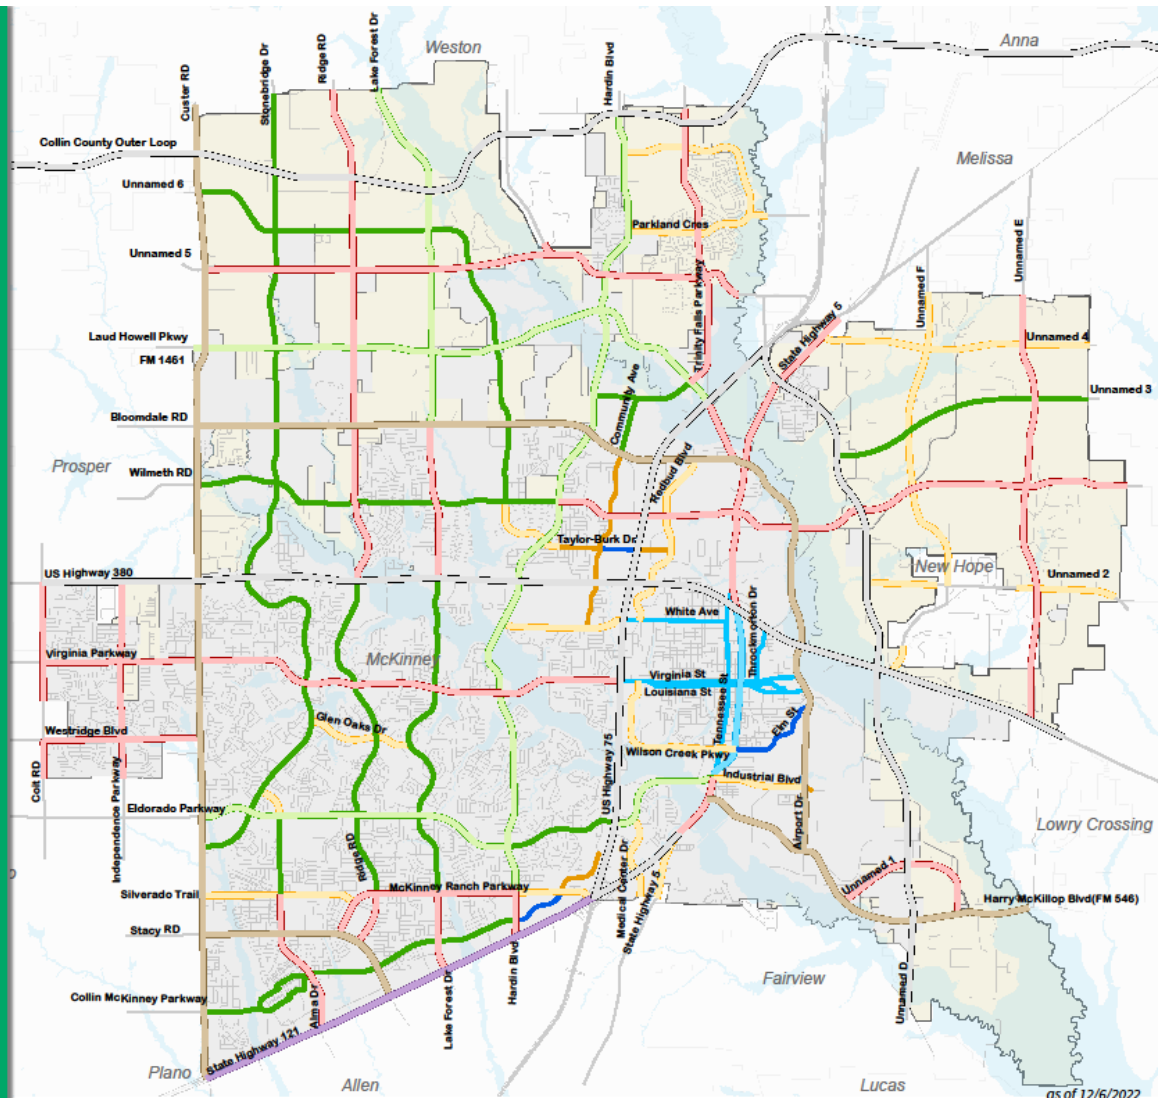 Weston
Anna
Custer RD
Stonebridge Dr
Ridge RD
Lake Forest Dr
Hardin Blvd
Collin County Outer Loop
Melissa
Unnamed 6
Parkland Cres
Unnamed E
Unnamed 5
Unnamed F
Trinity Falls Parkway
State Highway 5
Laud Howell Pkwy
Unnamed 4
FM 1461
Community Ave
Unnamed 3
Bloomdale RD
Prosper
Wilmeth RD
Redbud Blvd
Taylor-Burk Dr
US Highway 380
New Hope
Unnamed 2
White Ave
Throckmorton Dr
Virginia Parkway
McKinney
Virginia St
Louisiana St
Tennessee St
Glen Oaks Dr
Westridge Blvd
Elm St
Wilson Creek Pkwy
Coit RD
Independence Parkway
US Highway 75
Industrial Blvd
Eldorado Parkway
Airport Dr
Lowry Crossing
Ridge RD
Silverado Trail
McKinney Ranch Parkway
Medical Center Dr
State Highway 5
Unnamed 1
Harry McKillop Blvd(FM 546)
Stacy RD
Fairview
Collin McKinney Parkway
Alma Dr
Lake Forest Dr
Hardin Blvd
Unnamed D
State Highway 121
Plano
Allen
Lucas
as of 12/6/2022